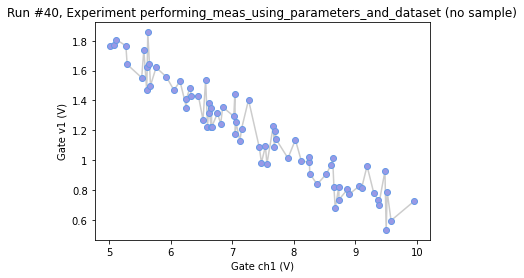 Run #40, Experiment performing_meas_using_parameters_and_dataset (no sample)
1.8
1.6
1.4
1.2
1
0.8
0.6
Gate v1 (V)
5 6 7 8 9 10
Gate ch1 (V)